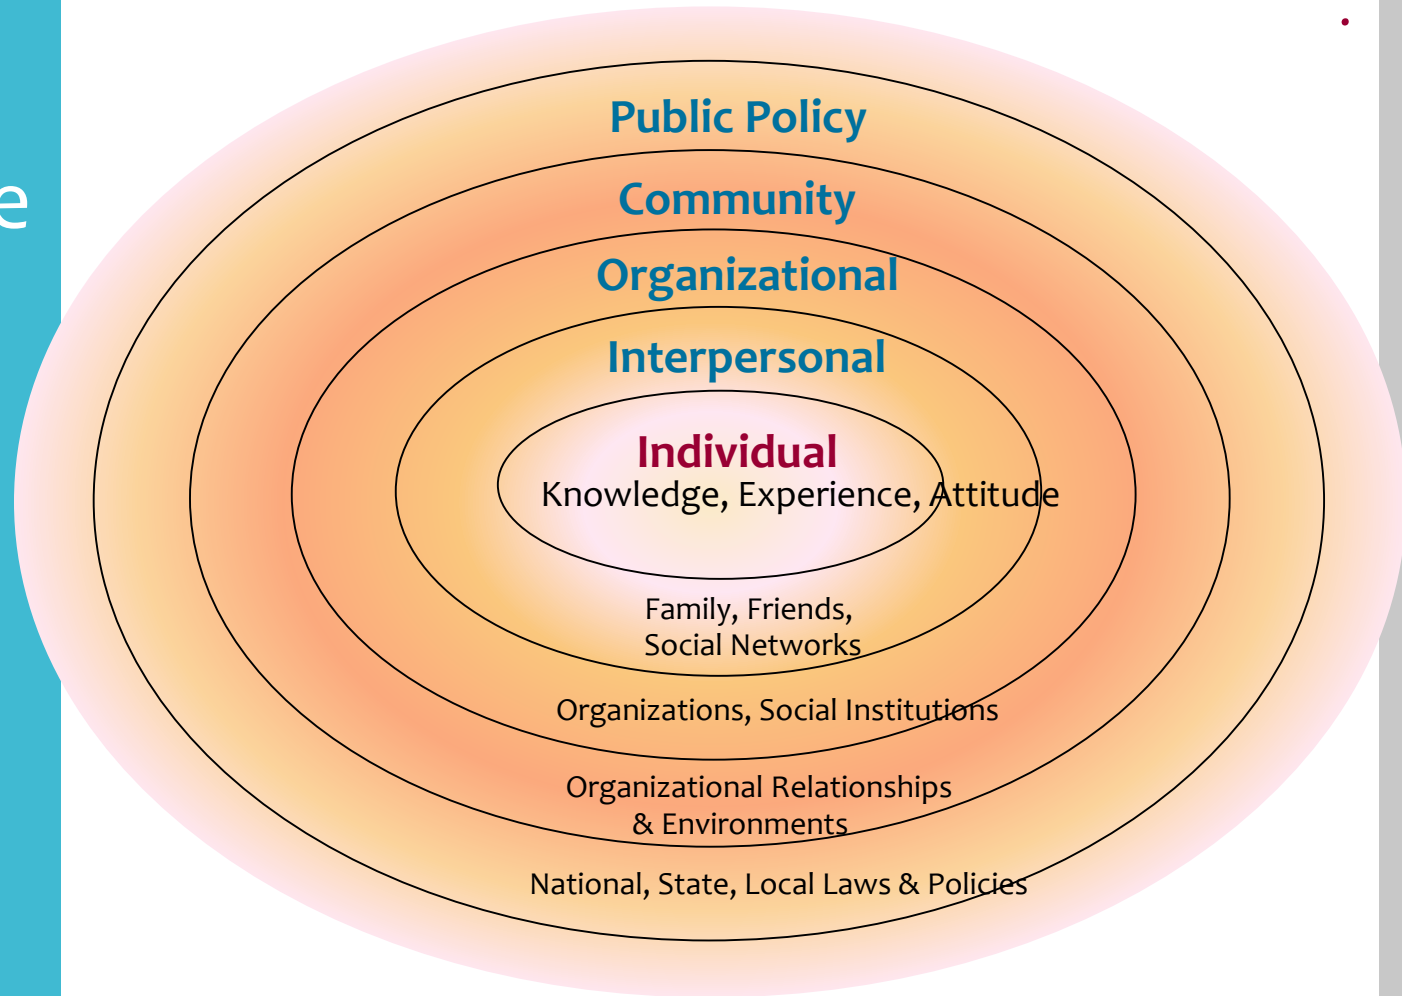 e
Public Policy
Community
Organizational
Interpersonal
Individual
Knowledge, Experience, Attitude
Family, Friends,
Social Networks
Organizations, Social Institutions
Organizational Relationships
& Environments
National, State, Local Laws & Policies